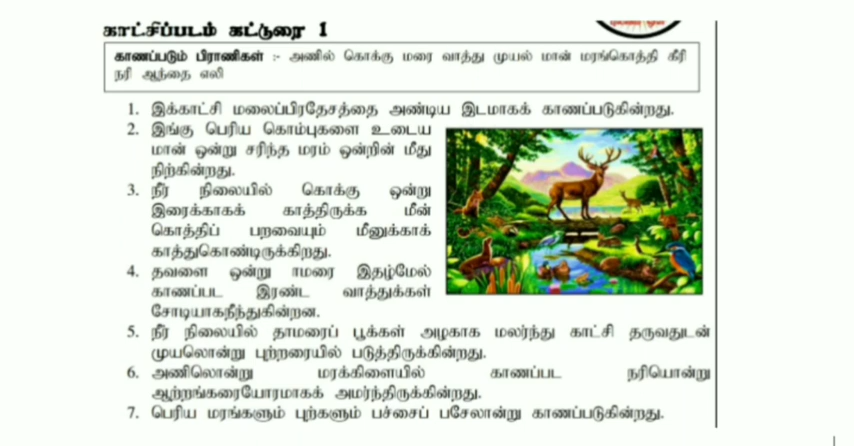 காட்சிப்படம் கட்டுரை 1
காணப்படும் பிராணிகள் :- அணில் கொக்கு மரை வாத்து முயல் மான் மரங்கொத்தி கீரி
நரி ஆந்தை எலி
1. இக்காட்சி மலைப்பிரதேசத்தை அண்டிய இடமாகக் காணப்படுகின்றது.
2. இங்கு பெரிய கொம்புகளை உடைய
மான் ஒன்று சரிந்த மரம் ஒன்றின் மீது
நிற்கின்றது.
3. நீர் நிலையில் கொக்கு ஒன்று
இரைக்காகக் காத்திருக்க மீன்
கொத்திப் பறவையும் மீனுக்காக்
காத்துகொண்டிருக்கிறது.
4. தவளை ஒன்று ாமரை இதழ்மேல்
காணப்பட இரண்ட வாத்துக்கள்
சோடியாகநீந்துகின்றன.
5. நீர் நிலையில் தாமரைப் பூக்கள் அழகாக மலர்ந்து காட்சி தருவதுடன்
முயலொன்று புற்றரையில் படுத்திருக்கின்றது.
6. அணிலொன்று மரக்கிளையில் காணப்பட நரியொன்று
ஆற்றங்கரையோரமாகக் அமர்ந்திருக்கின்றது.
7. பெரிய மரங்களும் புற்களும் பச்சைப் பசேலான்று காணப்படுகின்றது.